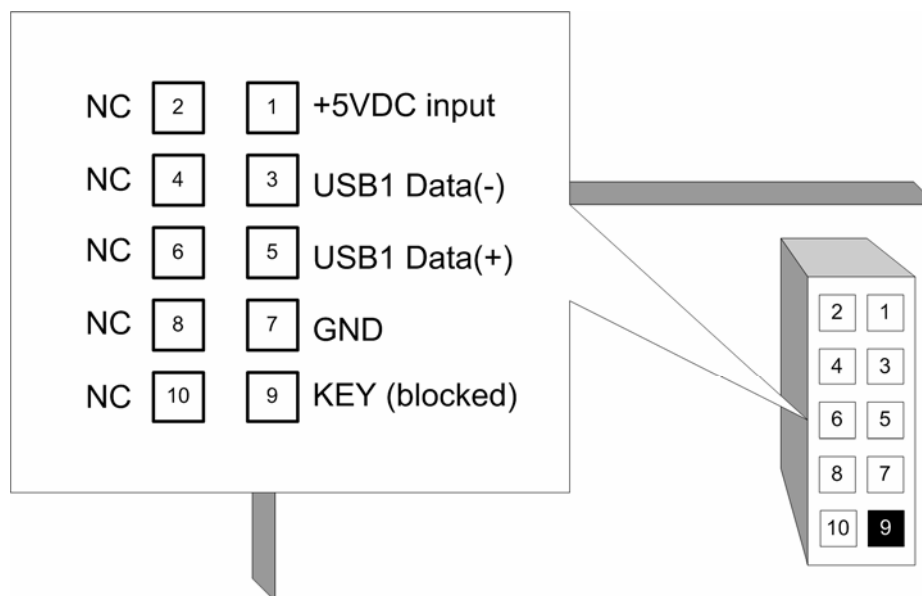 NC 2 1 +5VDC input
NC 4 3 USB1 Data(-)
NC 6 5 USB1 Data(+)
NC 8 7 GND
NC 10 9 KEY (blocked)
2 1
4 3
6 5
8 7
10 9